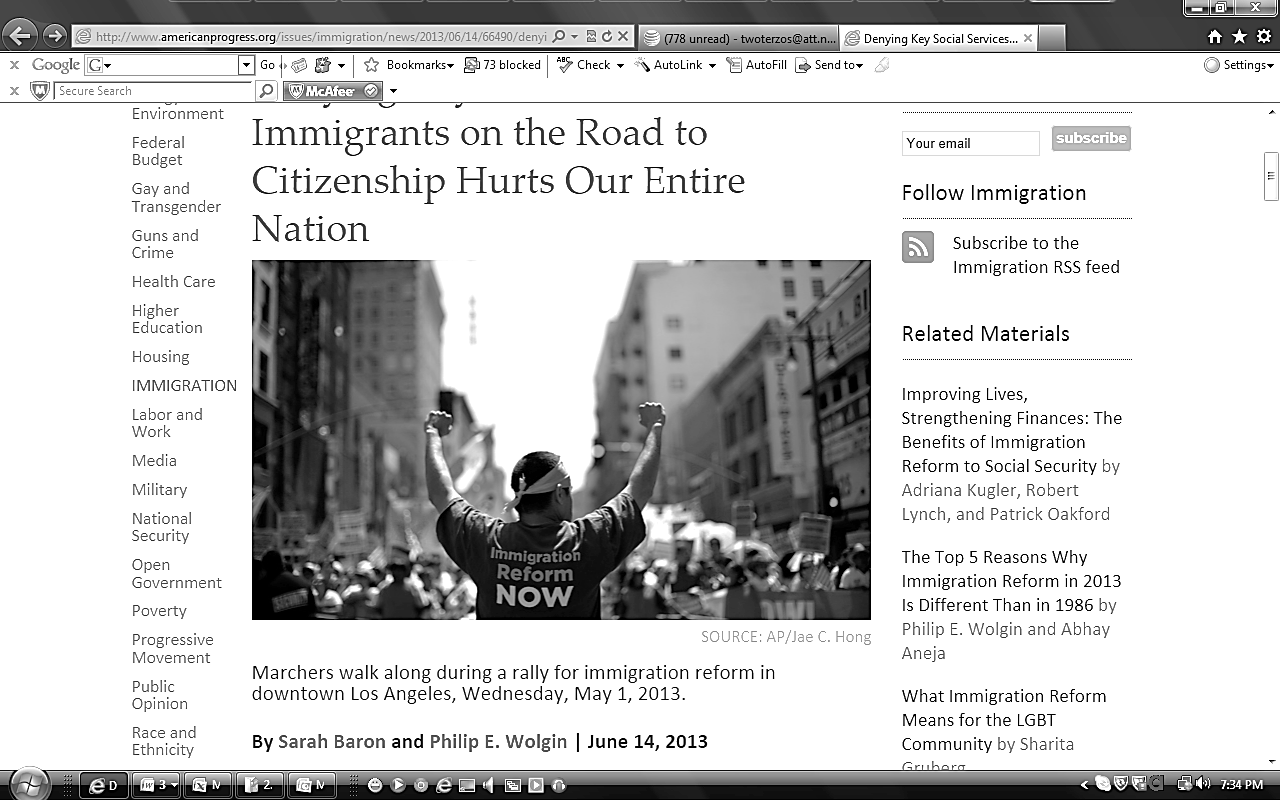 http://www.americanprogress.org/issues/immigration/news/2013/06/14/66490/denyi
(778 unread) - twoterzos@att.n...
Denying Key Social Services...
Google
Go
Bookmarks
73 blocked
Check
AutoLink
AutoFill
Send to
Settings
Secure Search
McAfee
Environment
Federal
Budget
Gay and
Transgender
Guns and
Crime
Health Care
Higher
Education
Housing
IMMIGRATION
Labor and
Work
Media
Military
National
Security
Open
Government
Poverty
Progressive
Movement
Public
Opinion
Race and
Ethnicity
Immigrants on the Road to
Citizenship Hurts Our Entire
Nation
Immigration
Reform
NOW
SOURCE: AP/Jae C. Hong
Marchers walk along during a rally for immigration reform in
downtown Los Angeles, Wednesday, May 1, 2013.
By Sarah Baron and Philip E. Wolgin | June 14, 2013
Your email
subscribe
Follow Immigration
Subscribe to the
Immigration RSS feed
Related Materials
Improving Lives,
Strengthening Finances: The
Benefits of Immigration
Reform to Social Security by
Adriana Kugler, Robert
Lynch, and Patrick Oakford
The Top 5 Reasons Why
Immigration Reform in 2013
Is Different Than in 1986 by
Philip E. Wolgin and Abhay
Aneja
What Immigration Reform
Means for the LGBT
Community by Sharita
Gruberg
D
3
2.
7:34 PM